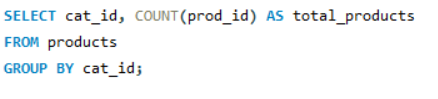 SELECT cat_id, COUNT(prod_id) AS total_products
FROM products
GROUP BY cat_id;